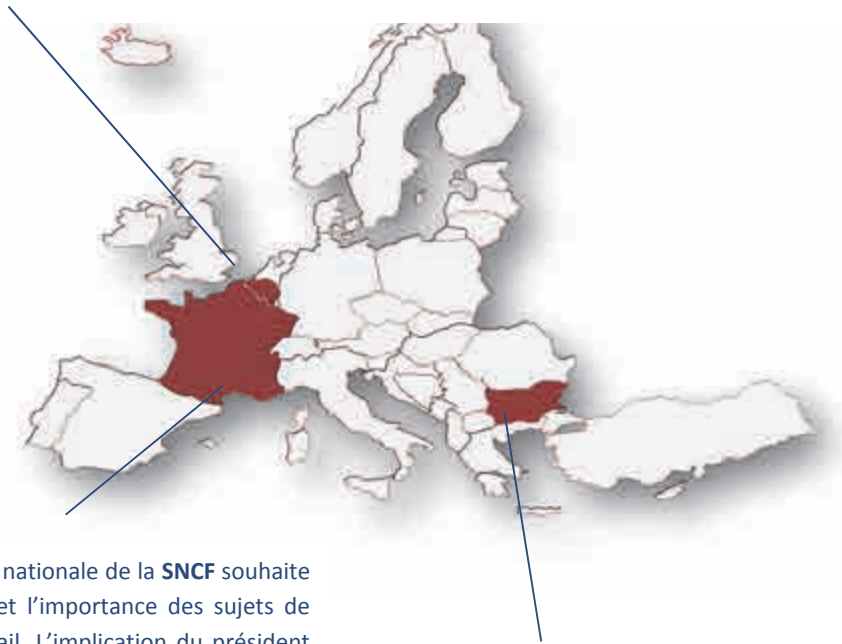 nationale de la SNCF souhaite
et l'importance des sujets de
ail. L'implication du président